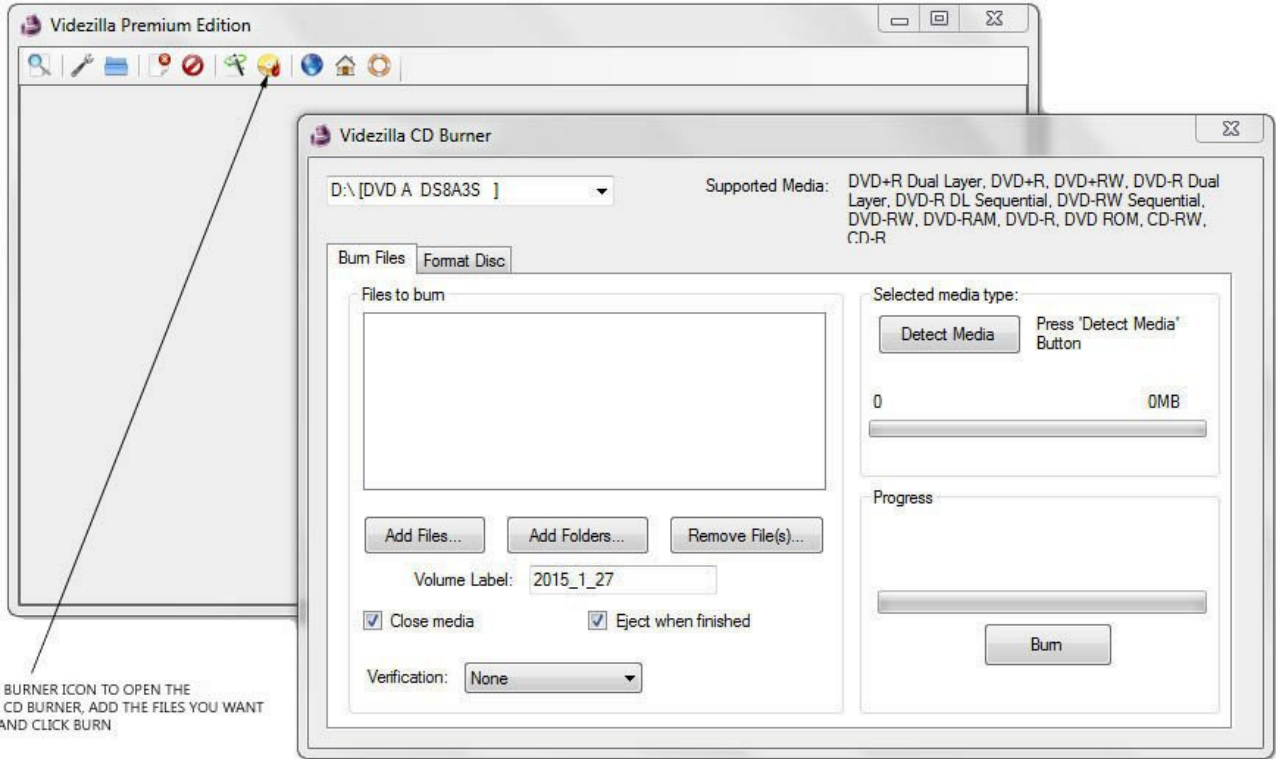 Videzilla Premium Edition
Videzilla CD Burner
D:\ [DVD A DS8A3S ]
Supported Media:
DVD+R Dual Layer, DVD+R, DVD+RW, DVD-R Dual
Layer, DVD-R DL Sequential, DVD-RW Sequential,
DVD-RW, DVD-RAM, DVD-R, DVD ROM, CD-RW,
CD-R
Burn Files
Format Disc
Files to burn
Selected media type:
Detect Media
Press 'Detect Media'
Button
0
0MB
Add Files...
Add Folders...
Remove File(s)...
Volume Label:
2015_1_27
Close media
Eject when finished
Verification:
None
Progress
Burn
BURNER ICON TO OPEN THE
CD BURNER, ADD THE FILES YOU WANT
AND CLICK BURN